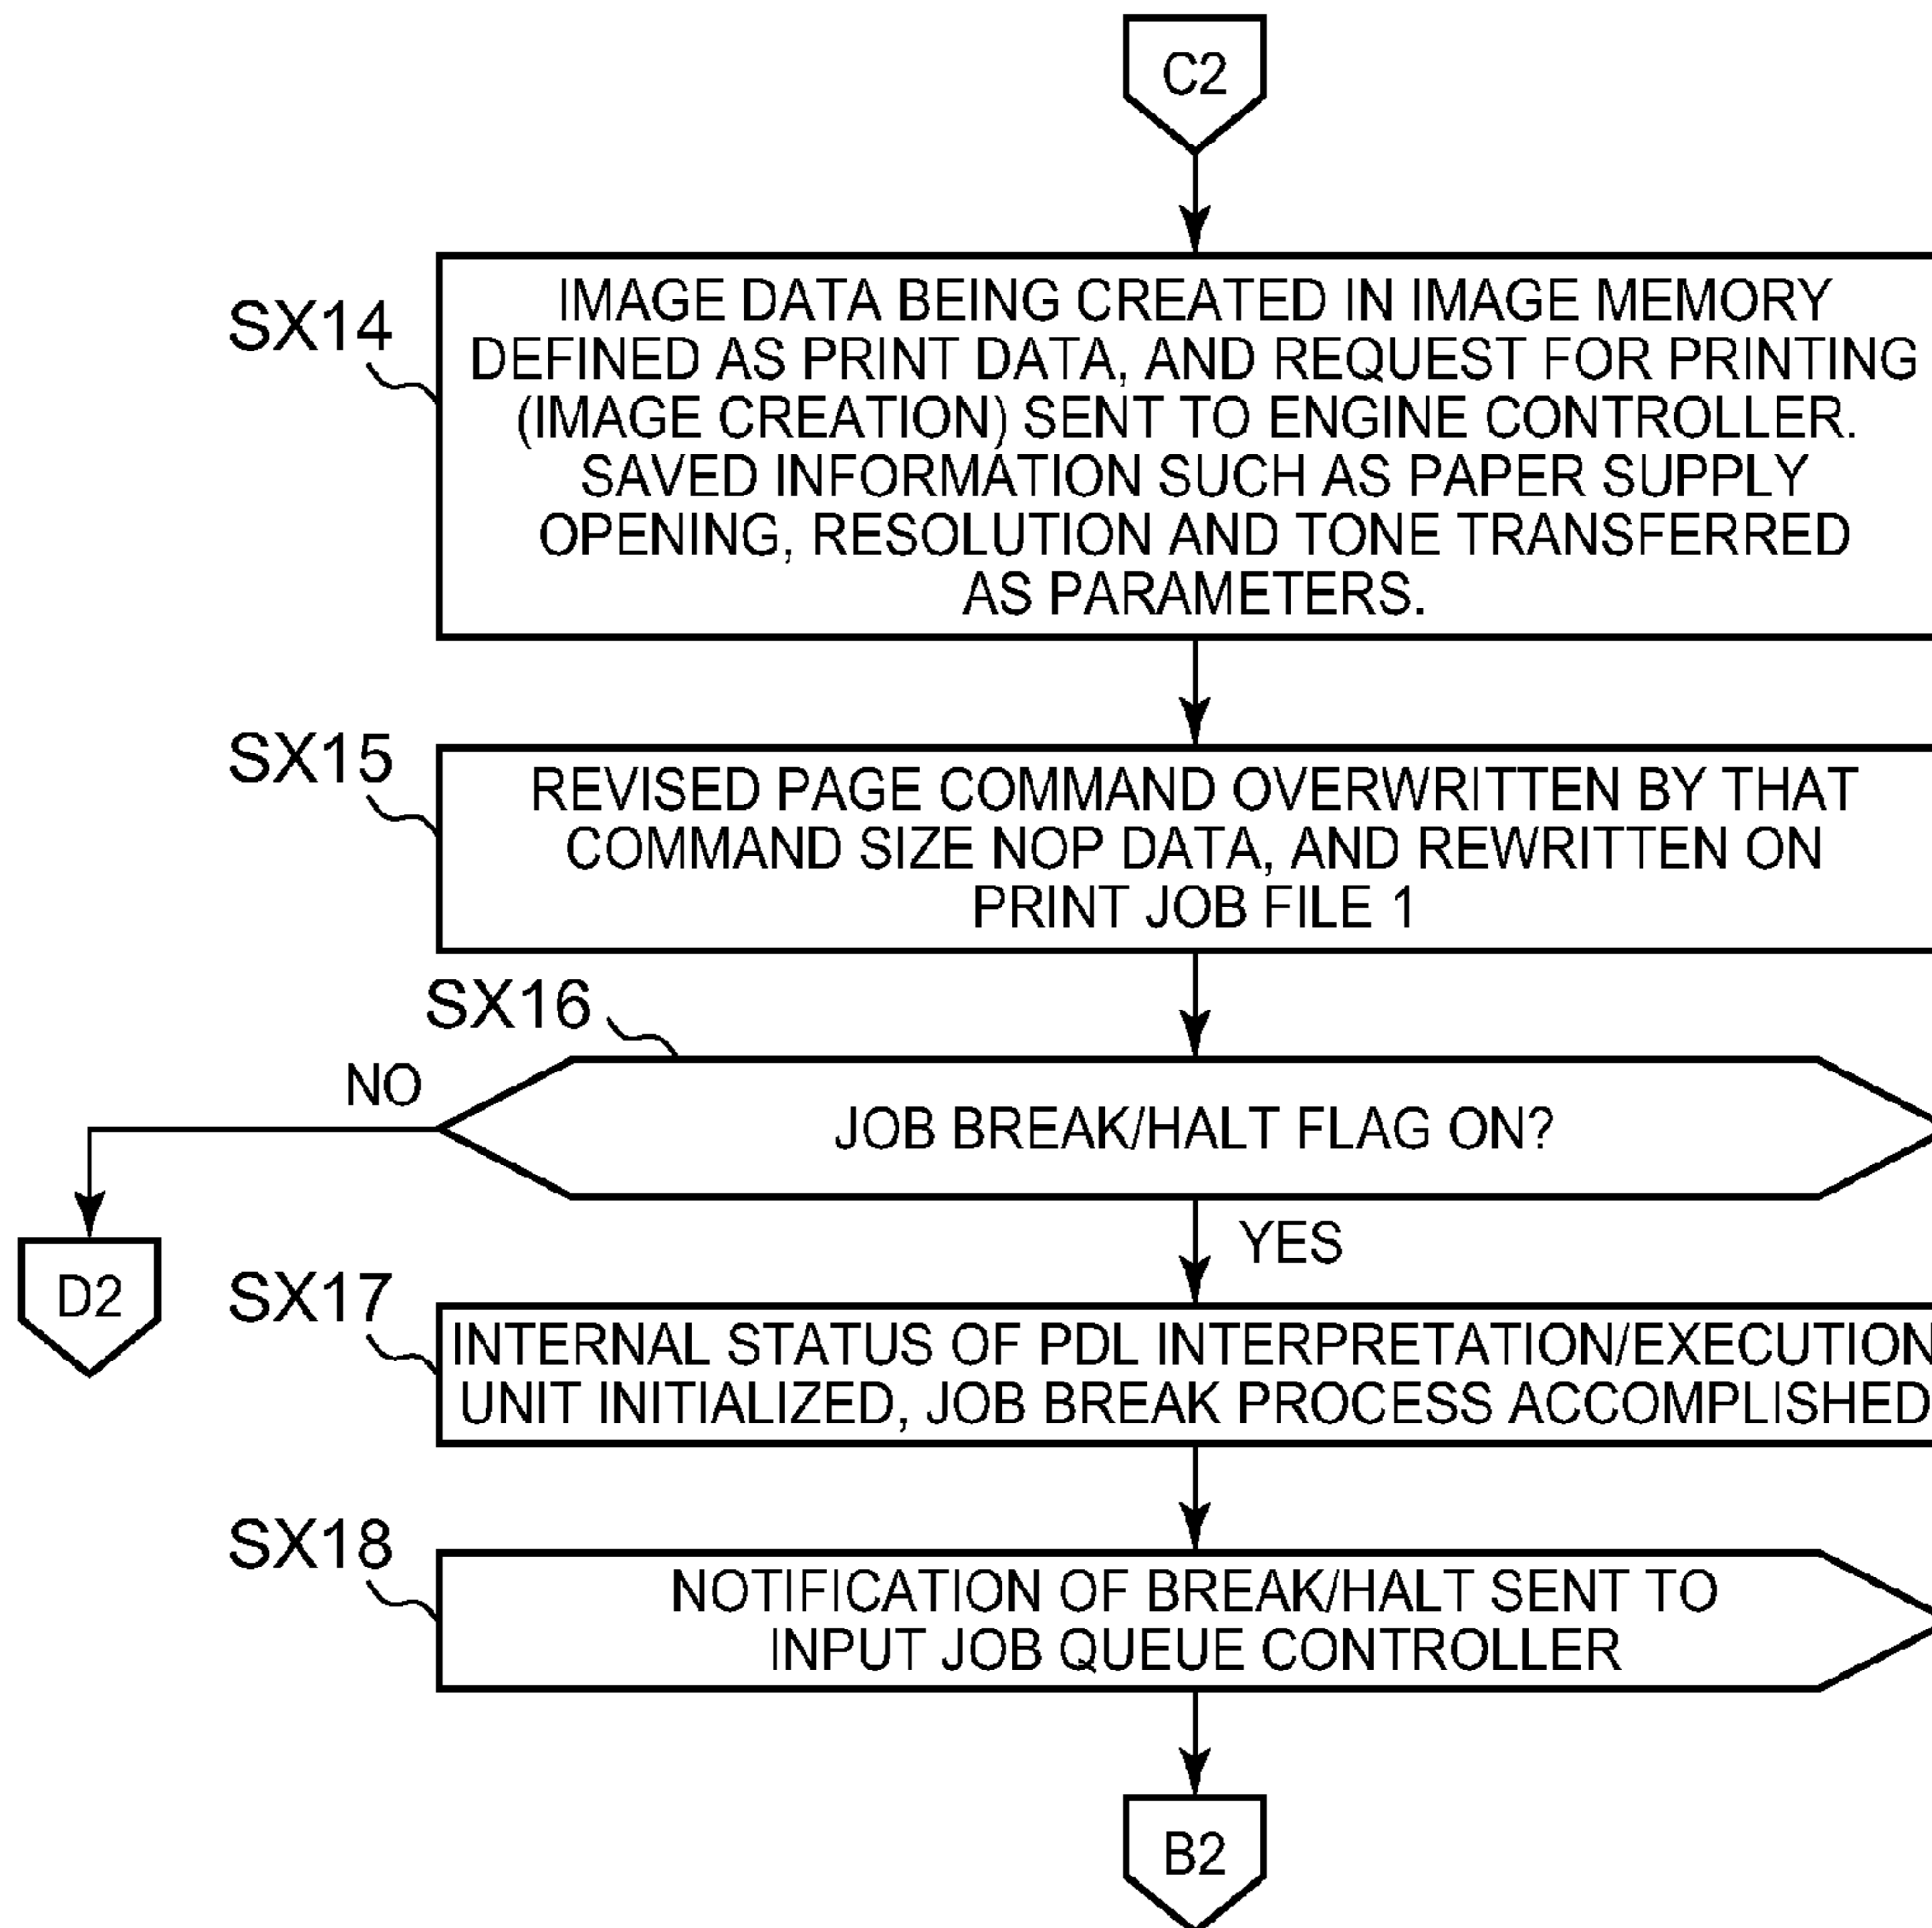 C2
SX14
IMAGE DATA BEING CREATED IN IMAGE MEMORY
DEFINED AS PRINT DATA, AND REQUEST FOR PRINTING
(IMAGE CREATION) SENT TO ENGINE CONTROLLER.
SAVED INFORMATION SUCH AS PAPER SUPPLY
OPENING, RESOLUTION AND TONE TRANSFERRED
AS PARAMETERS.
SX15
REVISED PAGE COMMAND OVERWRITTEN BY THAT
COMMAND SIZE NOP DATA, AND REWRITTEN ON
PRINT JOB FILE 1
SX16
NO
JOB BREAK/HALT FLAG ON?
YES
D2
SX17
INTERNAL STATUS OF PDL INTERPRETATION/EXECUTION
UNIT INITIALIZED, JOB BREAK PROCESS ACCOMPLISHED
SX18
NOTIFICATION OF BREAK/HALT SENT TO
INPUT JOB QUEUE CONTROLLER
B2